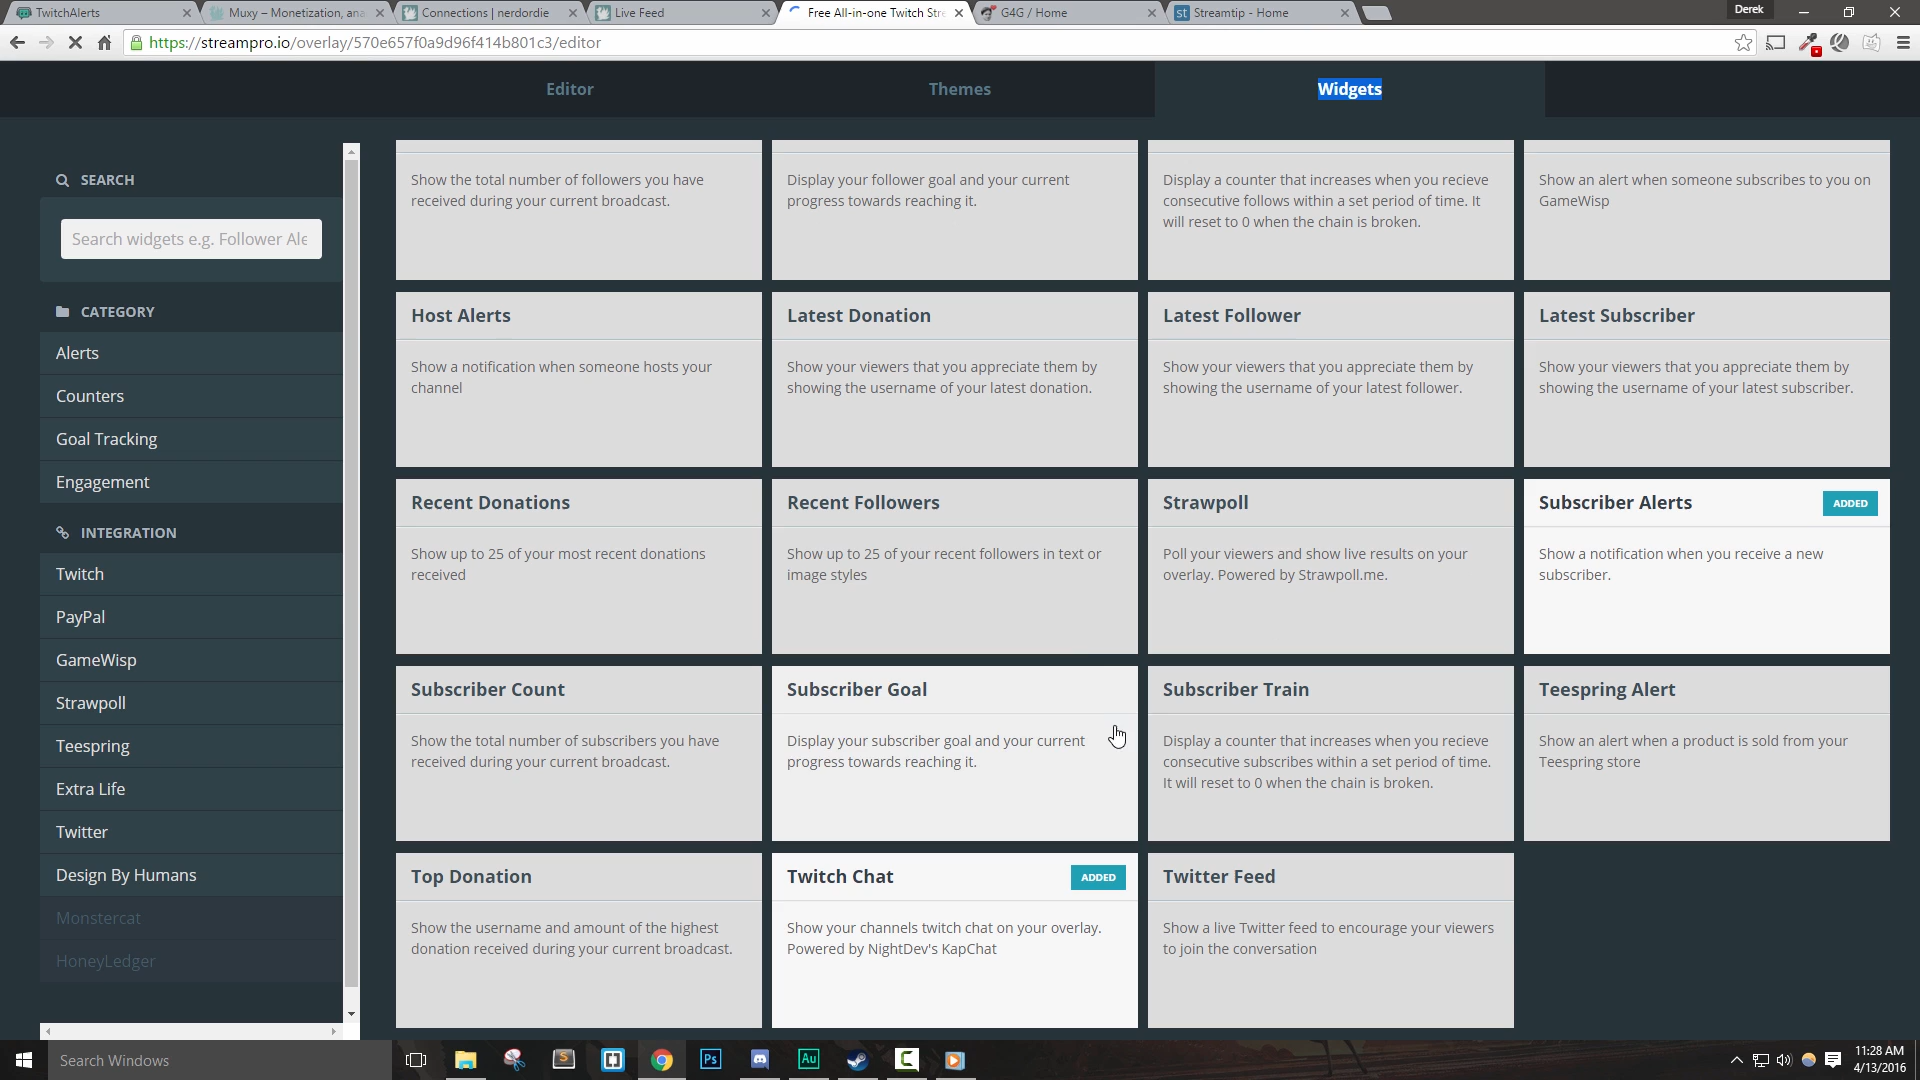 TwitchAlerts
Muxy – Monetization, ana
Connections | nerdordie
Live Feed
Free All-in-one Twitch Stre
G4G / Home
Streamtip - Home
Derek
https://streampro.io/overlay/570e657f0a9d96f414b801c3/editor
Editor
Themes
Widgets
SEARCH
Search widgets e.g. Follower Ale
CATEGORY
Alerts
Counters
Goal Tracking
Engagement
INTEGRATION
Twitch
PayPal
GameWisp
Strawpoll
Teespring
Extra Life
Twitter
Design By Humans
Monstercat
HoneyLedger
Show the total number of followers you have
received during your current broadcast.
Display your follower goal and your current
progress towards reaching it.
Display a counter that increases when you recieve
consecutive follows within a set period of time. It
will reset to 0 when the chain is broken.
Show an alert when someone subscribes to you on
GameWisp
Host Alerts
Show a notification when someone hosts your
channel
Latest Donation
Show your viewers that you appreciate them by
showing the username of your latest donation.
Latest Follower
Show your viewers that you appreciate them by
showing the username of your latest follower.
Latest Subscriber
Show your viewers that you appreciate them by
showing the username of your latest subscriber.
Recent Donations
Show up to 25 of your most recent donations
received
Recent Followers
Show up to 25 of your recent followers in text or
image styles
Strawpoll
Poll your viewers and show live results on your
overlay. Powered by Strawpoll.me.
Subscriber Alerts
ADDED
Show a notification when you receive a new
subscriber.
Subscriber Count
Show the total number of subscribers you have
received during your current broadcast.
Subscriber Goal
Display your subscriber goal and your current
progress towards reaching it.
Subscriber Train
Display a counter that increases when you recieve
consecutive subscribes within a set period of time.
It will reset to 0 when the chain is broken.
Teespring Alert
Show an alert when a product is sold from your
Teespring store
Top Donation
Show the username and amount of the highest
donation received during your current broadcast.
Twitch Chat
ADDED
Show your channels twitch chat on your overlay.
Powered by NightDev's KapChat
Twitter Feed
Show a live Twitter feed to encourage your viewers
to join the conversation
Search Windows
S
Ps
Au
11:28 AM
4/13/2016